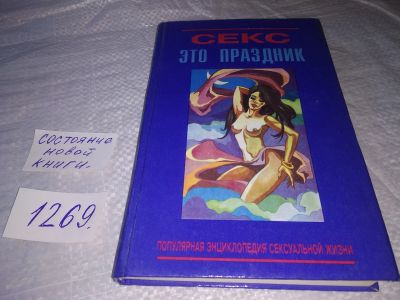 СЕКС
ЭТО ПРАЗДНИК
ПОПУЛЯРНАЯ ЭНЦИКЛОПЕДИЯ СЕКСУАЛЬНОЙ ЖИЗНИ
СОСТОЯНИЕ
НОВОЙ
КНИГИ-
1269.